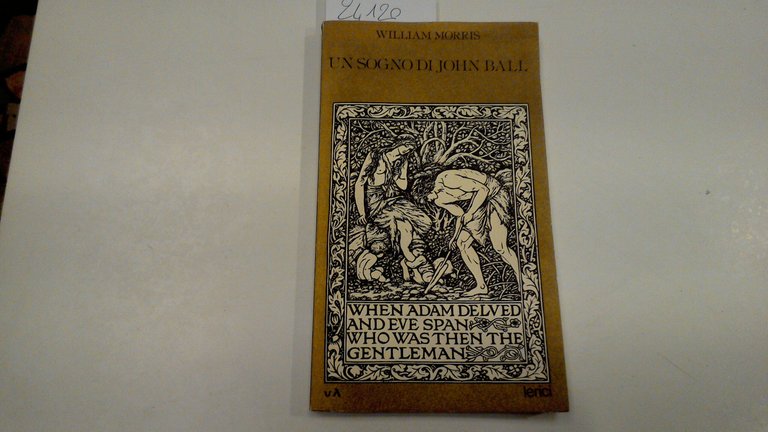 24120
WILLIAM MORRIS
UN SOGNO DI JOHN BALL
WHEN ADAM DELVED
AND EVE SPAN
WHO WAS THEN THE
GENTLEMAN
lerici